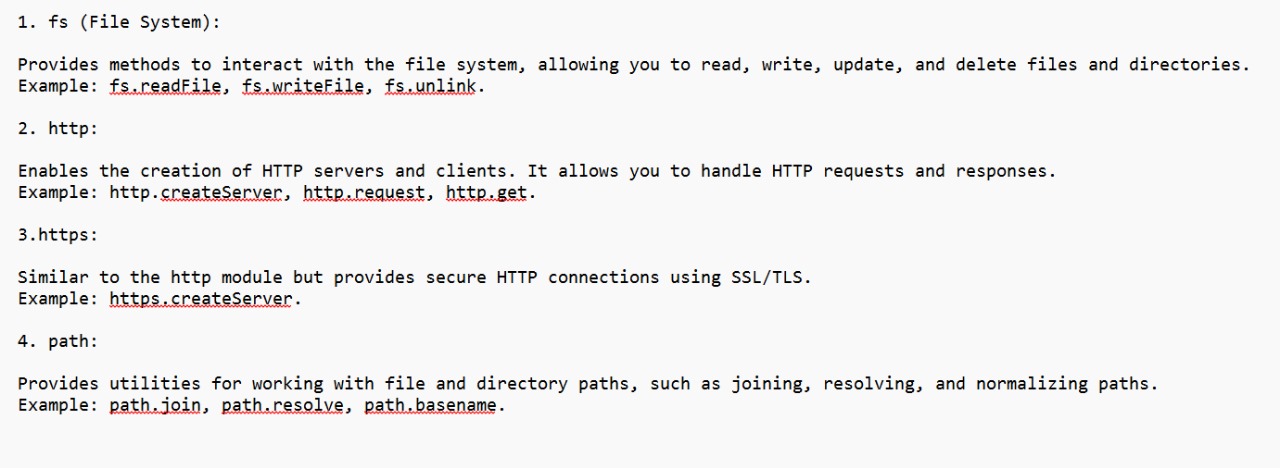 1. fs (File System):
Provides methods to interact with the file system, allowing you to read, write, update, and delete files and directories.
Example: fs.readFile, fs.writeFile, fs.unlink.
2. http:
Enables the creation of HTTP servers and clients. It allows you to handle HTTP requests and responses.
Example: http.createServer, http.request, http.get.
3.https:
Similar to the http module but provides secure HTTP connections using SSL/TLS.
Example: https.createServer.
4. path:
Provides utilities for working with file and directory paths, such as joining, resolving, and normalizing paths.
Example: path.join, path.resolve, path.basename.